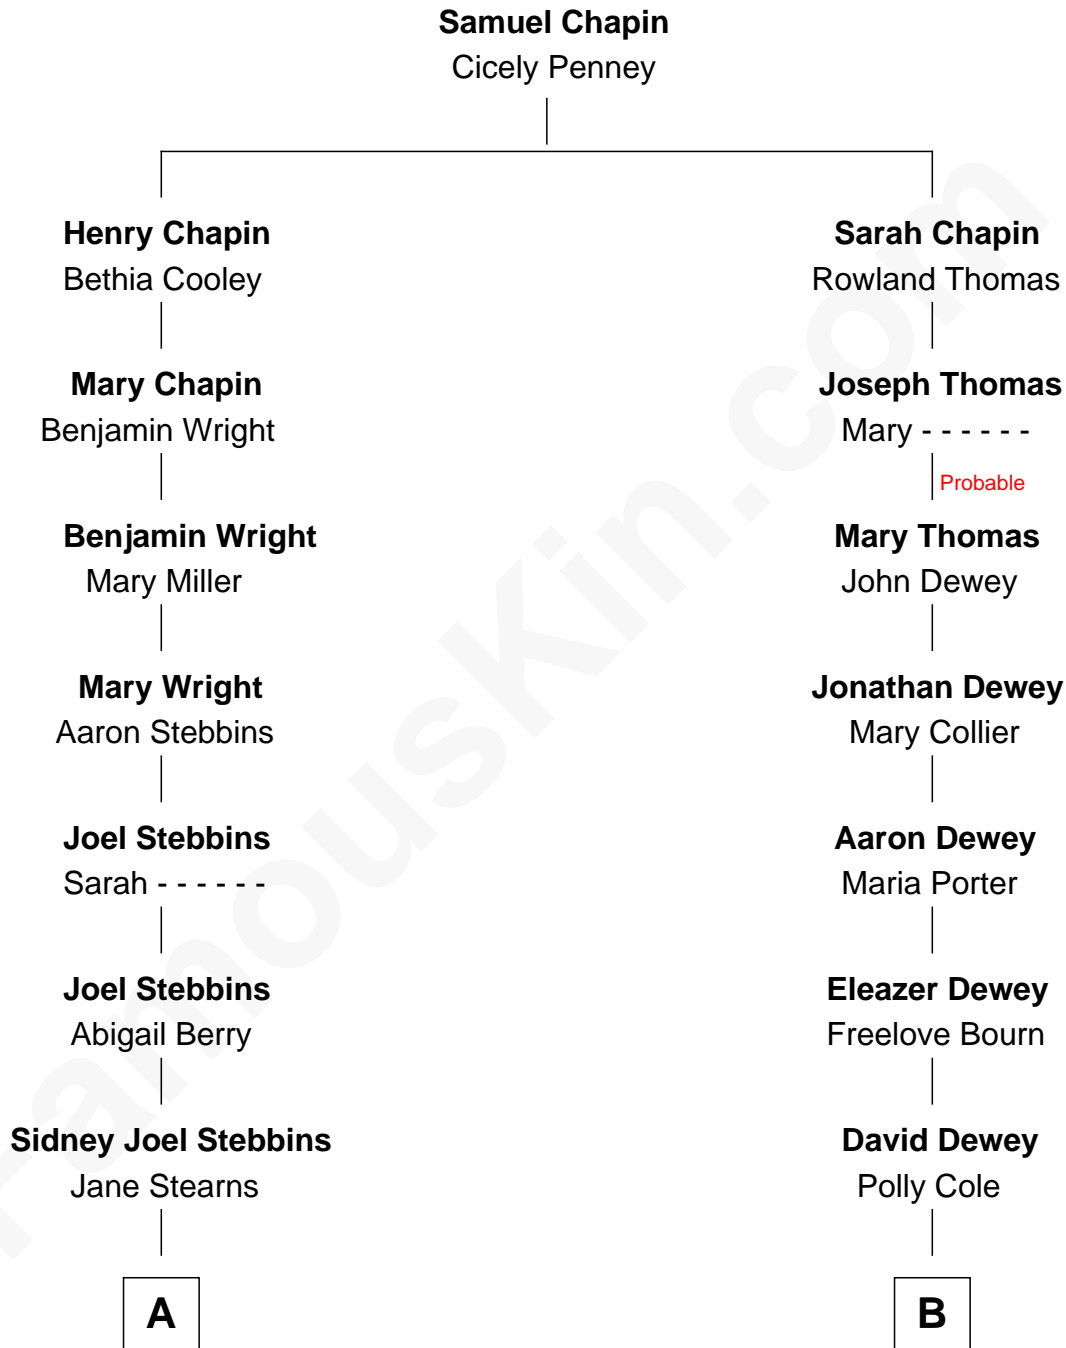 Samuel Chapin
Cicely Penney
Henry Chapin
Bethia Cooley
Sarah Chapin
Rowland Thomas
Mary Chapin
Benjamin Wright
Joseph Thomas
Mary - - - - - -
Probable
Benjamin Wright
Mary Miller
Mary Thomas
John Dewey
Mary Wright
Aaron Stebbins
Jonathan Dewey
Mary Collier
Joel Stebbins
Sarah - - - - - -
Aaron Dewey
Maria Porter
Joel Stebbins
Abigail Berry
Eleazer Dewey
Freelove Bourn
Sidney Joel Stebbins
Jane Stearns
David Dewey
Polly Cole
A
B
FamousKin.com